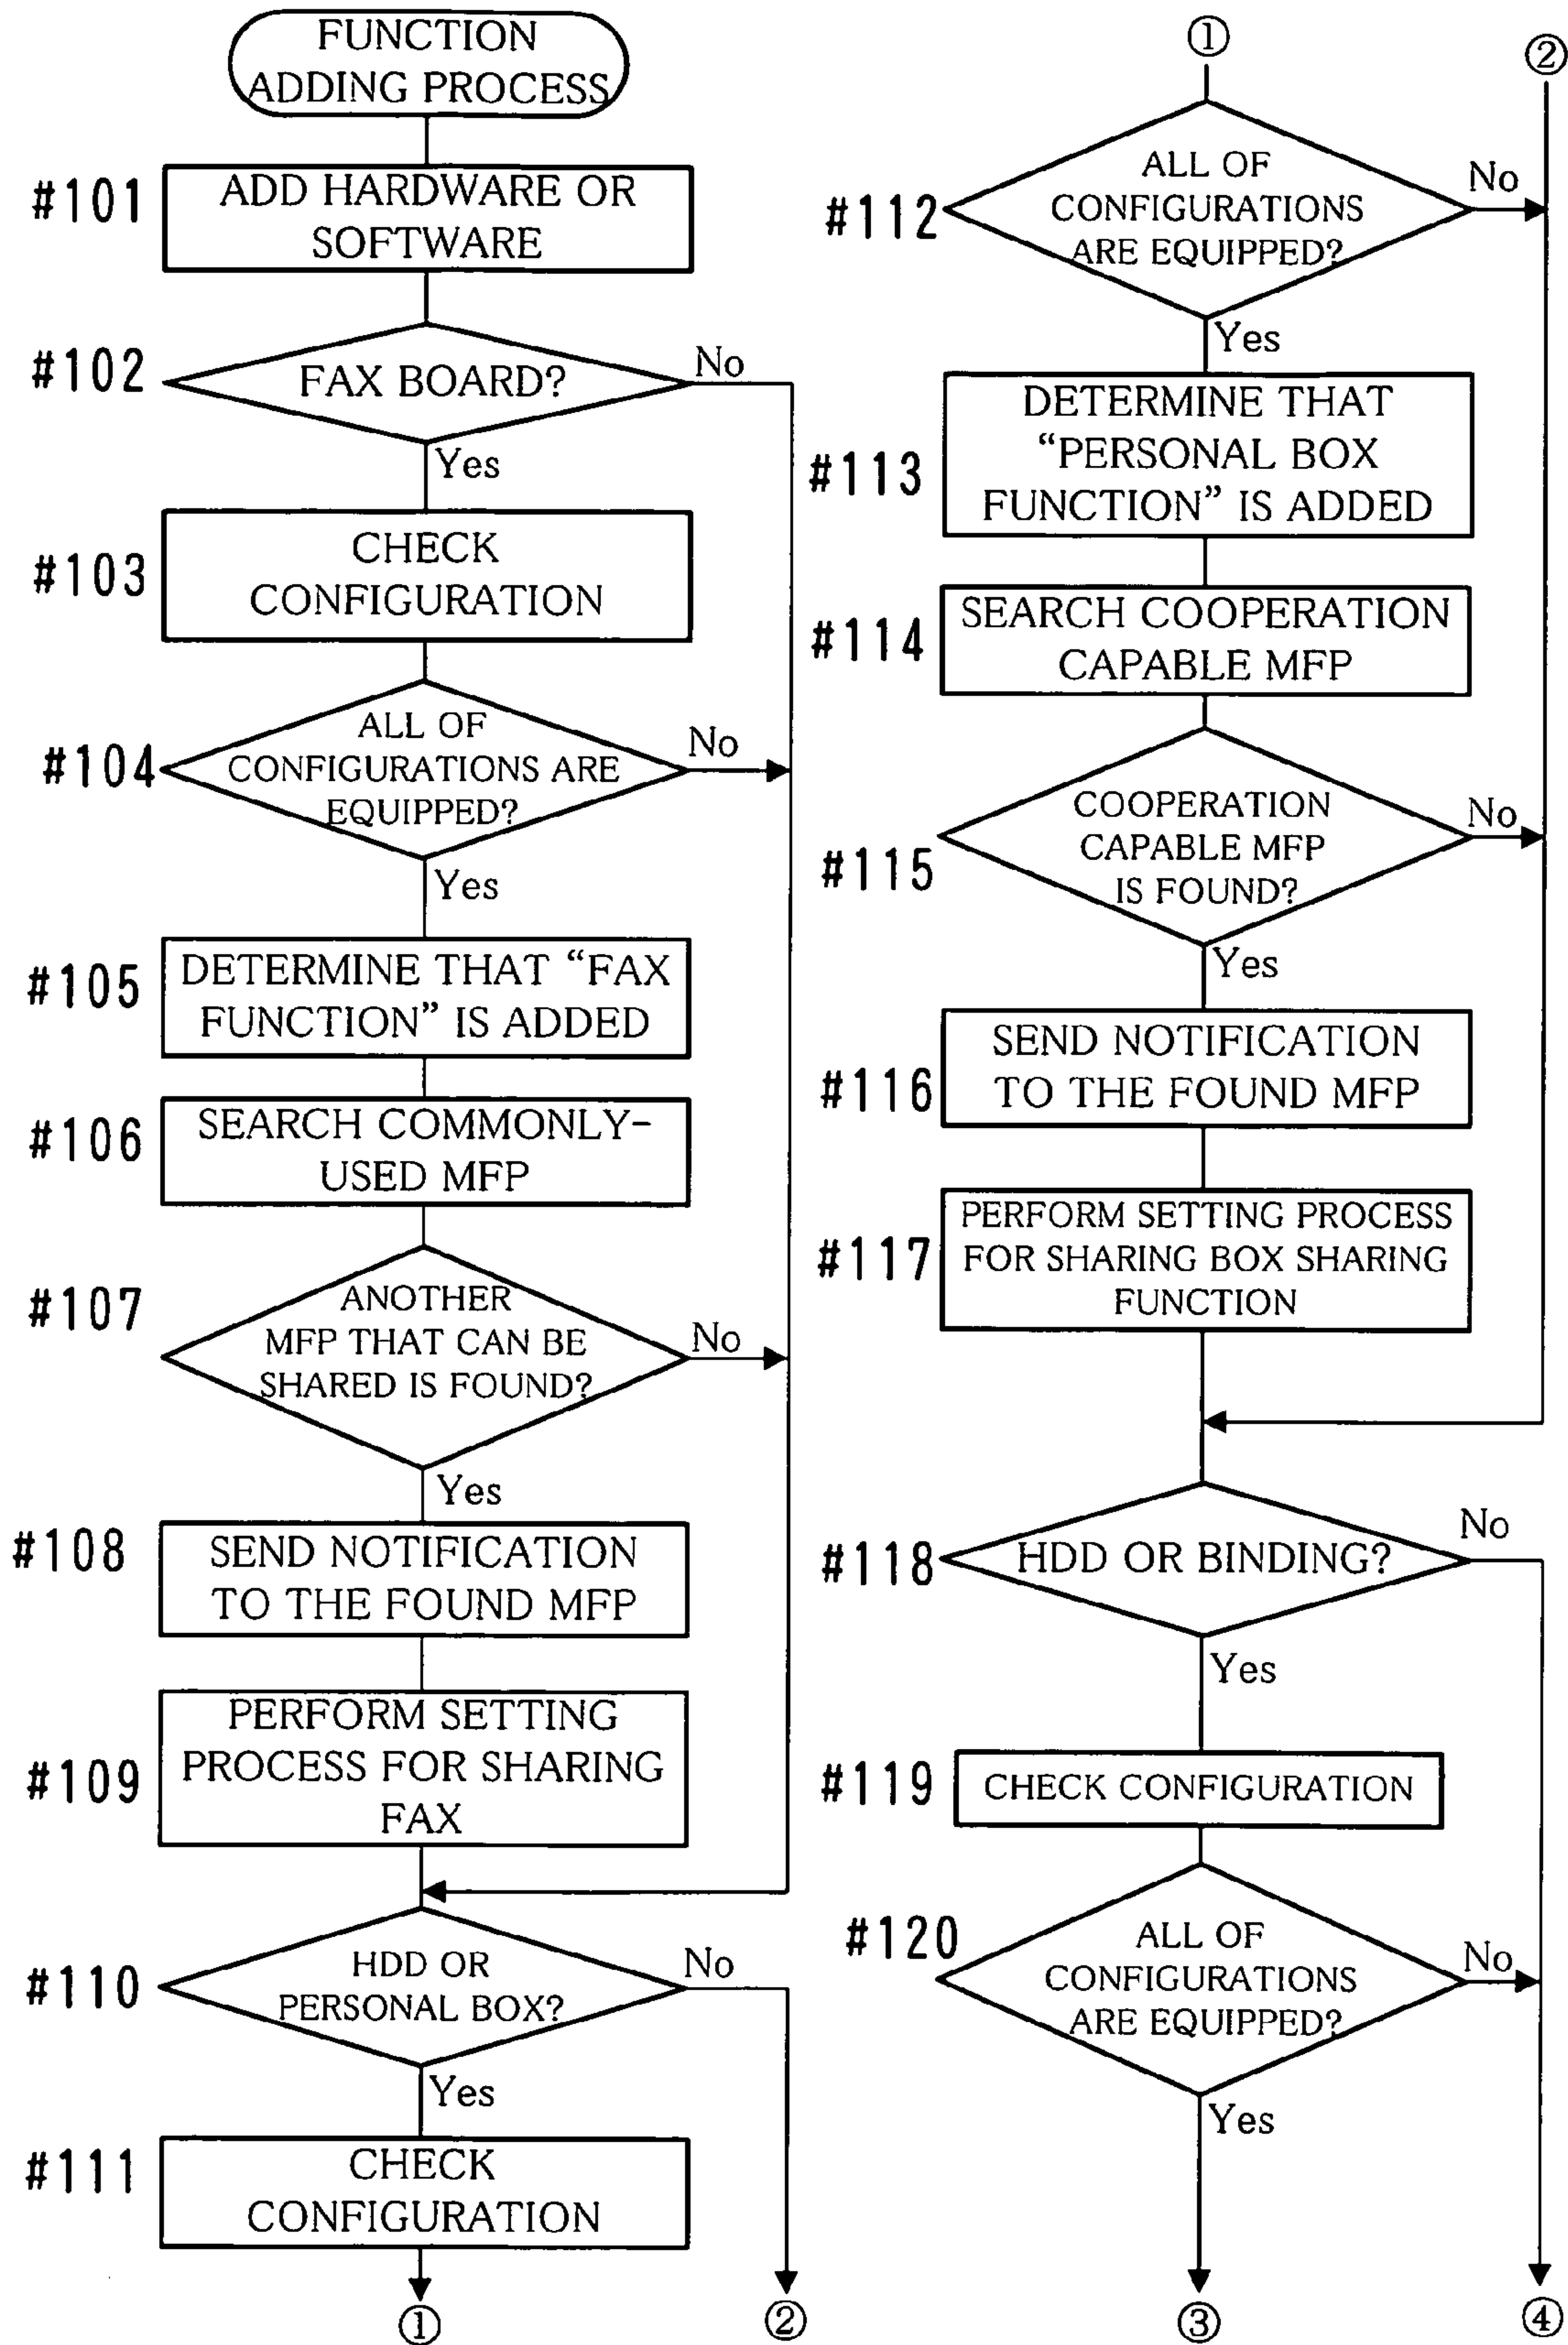 FUNCTION
ADDING PROCESS
#101
ADD HARDWARE OR
SOFTWARE
#102
FAX BOARD?
No
Yes
#103
CHECK
CONFIGURATION
#104
ALL OF
CONFIGURATIONS ARE
EQUIPPED?
No
Yes
#105
DETERMINE THAT “FAX
FUNCTION” IS ADDED
#106
SEARCH COMMONLY-
USED MFP
#107
ANOTHER
MFP THAT CAN BE
SHARED IS FOUND?
No
Yes
#108
SEND NOTIFICATION
TO THE FOUND MFP
#109
PERFORM SETTING
PROCESS FOR SHARING
FAX
#110
HDD OR
PERSONAL BOX?
No
Yes
#111
CHECK
CONFIGURATION
①
②
①
②
#112
ALL OF
CONFIGURATIONS
ARE EQUIPPED?
No
Yes
#113
DETERMINE THAT
“PERSONAL BOX
FUNCTION” IS ADDED
#114
SEARCH COOPERATION
CAPABLE MFP
#115
COOPERATION
CAPABLE MFP
IS FOUND?
No
Yes
#116
SEND NOTIFICATION
TO THE FOUND MFP
#117
PERFORM SETTING PROCESS
FOR SHARING BOX SHARING
FUNCTION
#118
HDD OR BINDING?
No
Yes
#119
CHECK CONFIGURATION
#120
ALL OF
CONFIGURATIONS
ARE EQUIPPED?
No
Yes
③
④